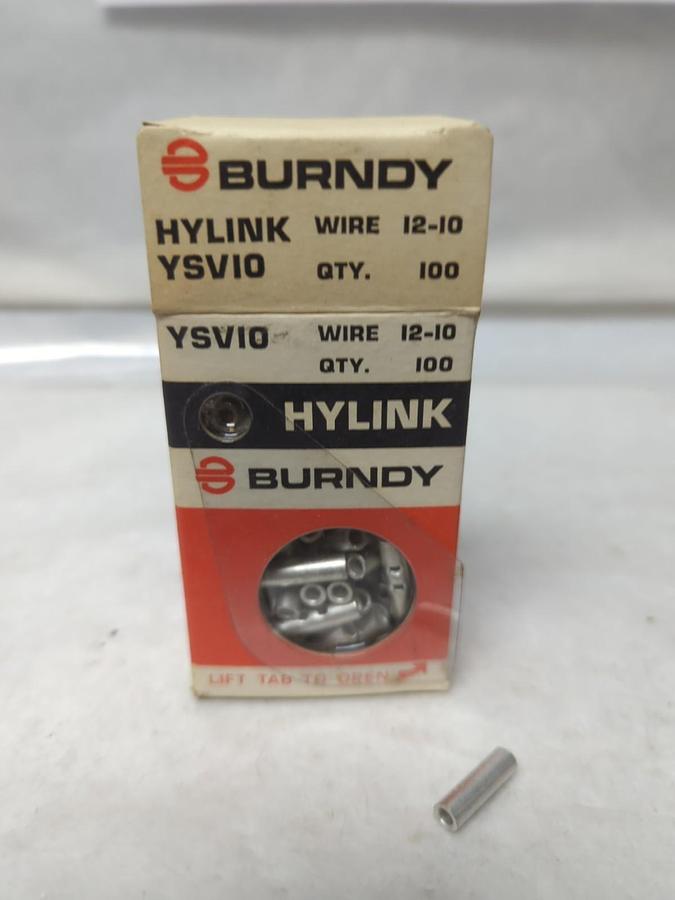 BURNDY
HYLINK WIRE 12-10
YSV10 QTY. 100
YSV10 WIRE 12-10
QTY. 100
HYLINK
BURNDY
LIFT TAB TO OPEN